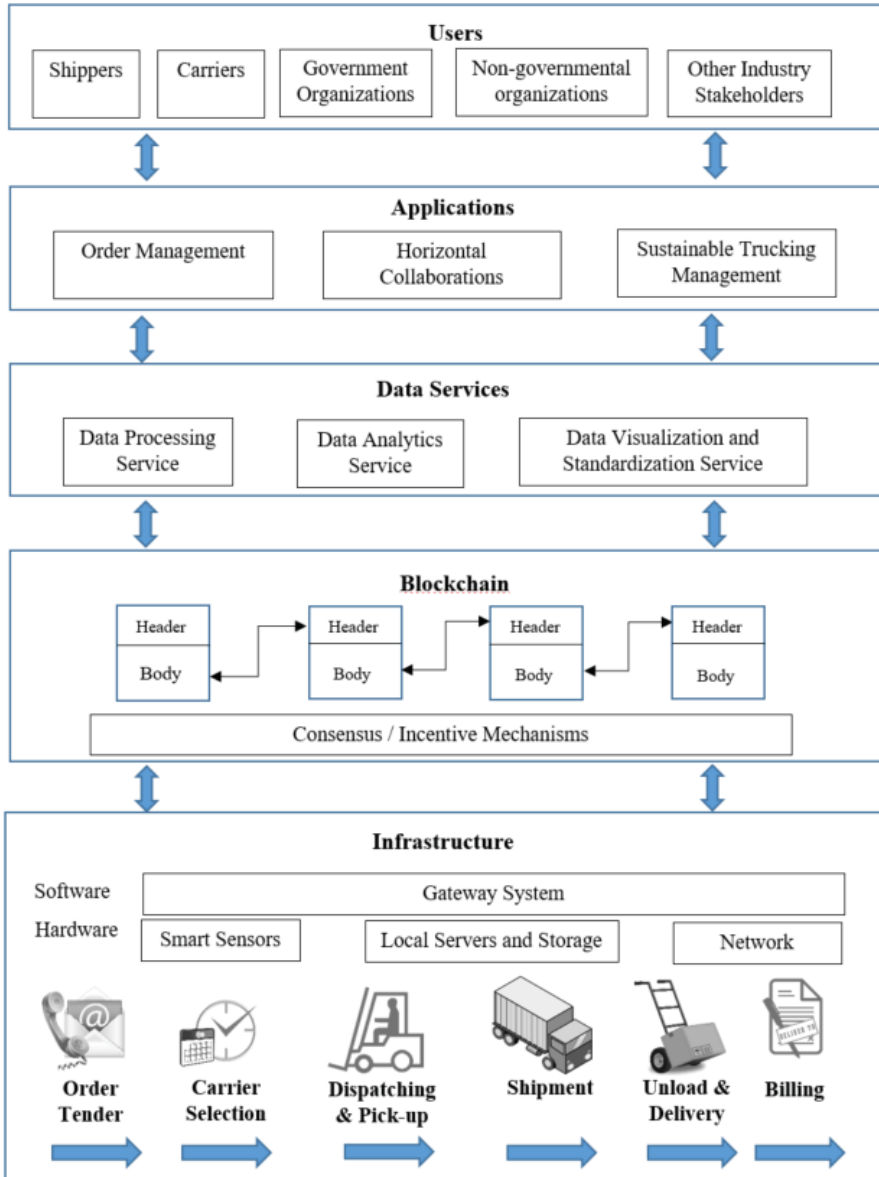 Users
Shippers
Carriers
Government
Organizations
Non-governmental
organizations
Other Industry
Stakeholders
Applications
Order Management
Horizontal
Collaborations
Sustainable Trucking
Management
Data Services
Data Processing
Service
Data Analytics
Service
Data Visualization and
Standardization Service
Blockchain
Header
Body
Header
Body
Header
Body
Header
Body
Consensus / Incentive Mechanisms
Infrastructure
Software
Gateway System
Hardware
Smart Sensors
Local Servers and Storage
Network
@
DELIVER TO
Order
Tender
Carrier
Selection
Dispatching
& Pick-up
Shipment
Unload &
Delivery
Billing